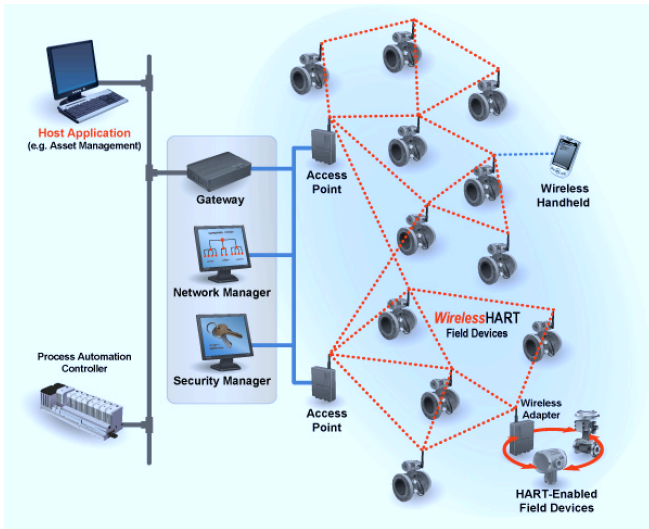 Host Application
(e.g. Asset Management)
Access
Point
Gateway
Wireless
Handheld
Network Manager
WirelessHART
Field Devices
Process Automation
Controller
Security Manager
Access
Point
Wireless
Adapter
HART-Enabled
Field Devices